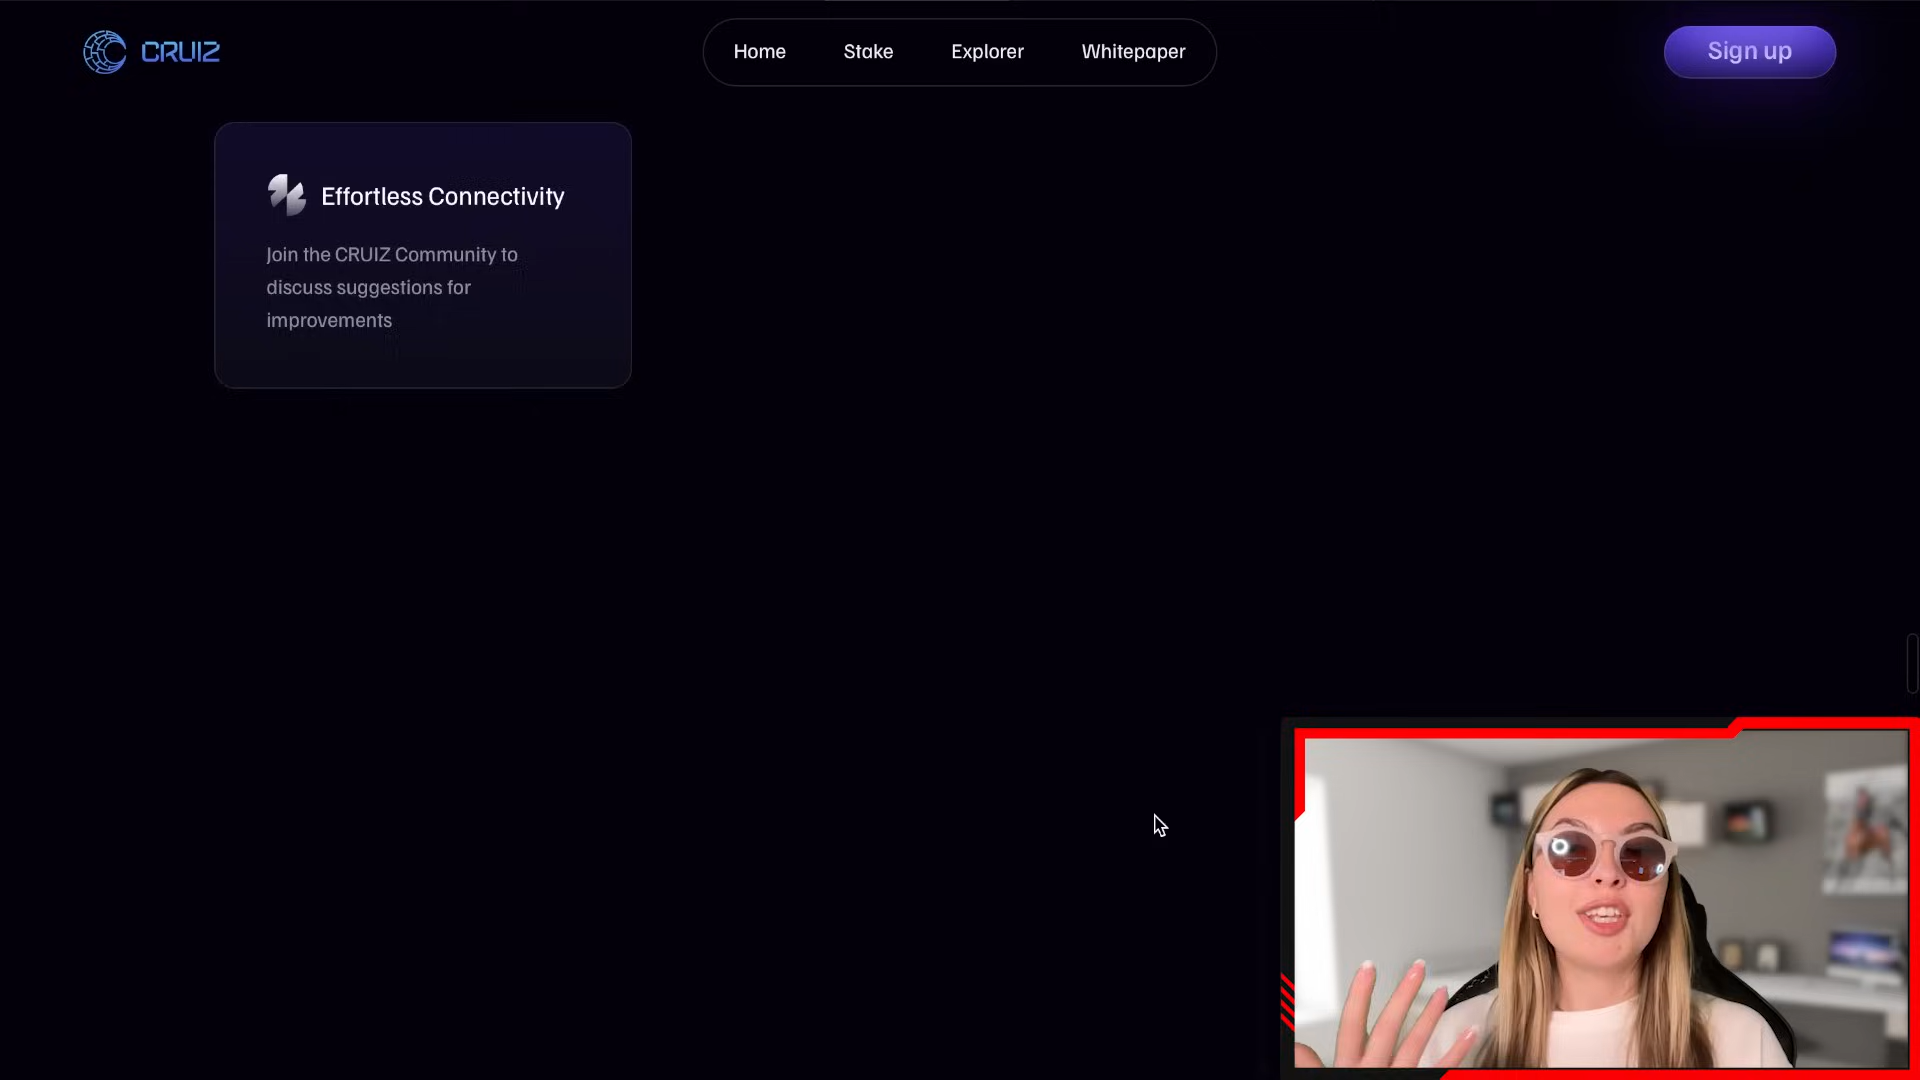 CRUIZ
Home
Stake
Explorer
Whitepaper
Sign up
Effortless Connectivity
Join the CRUIZ Community to
discuss suggestions for
improvements